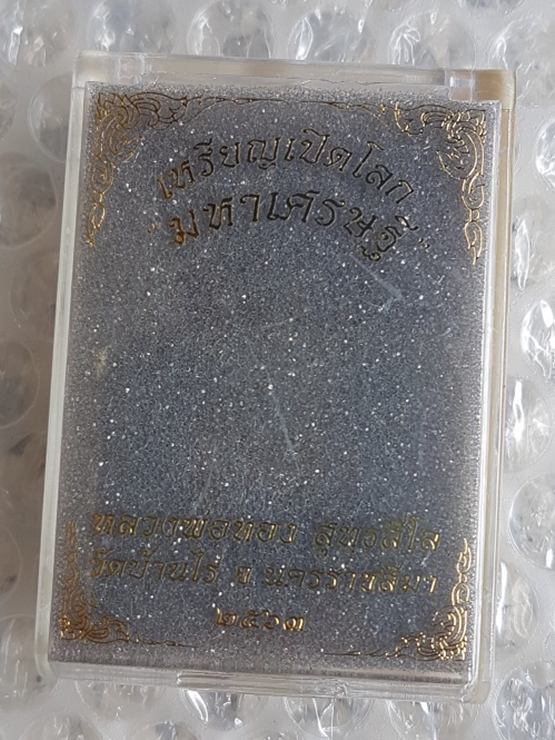 เหรียญเปิดโลก
"มหาเศรษฐี"
หลวงพ่อทอง สุทธสีโล
วัดบ้านไร่ จ.นครราชสีมา
๒๕๖๓